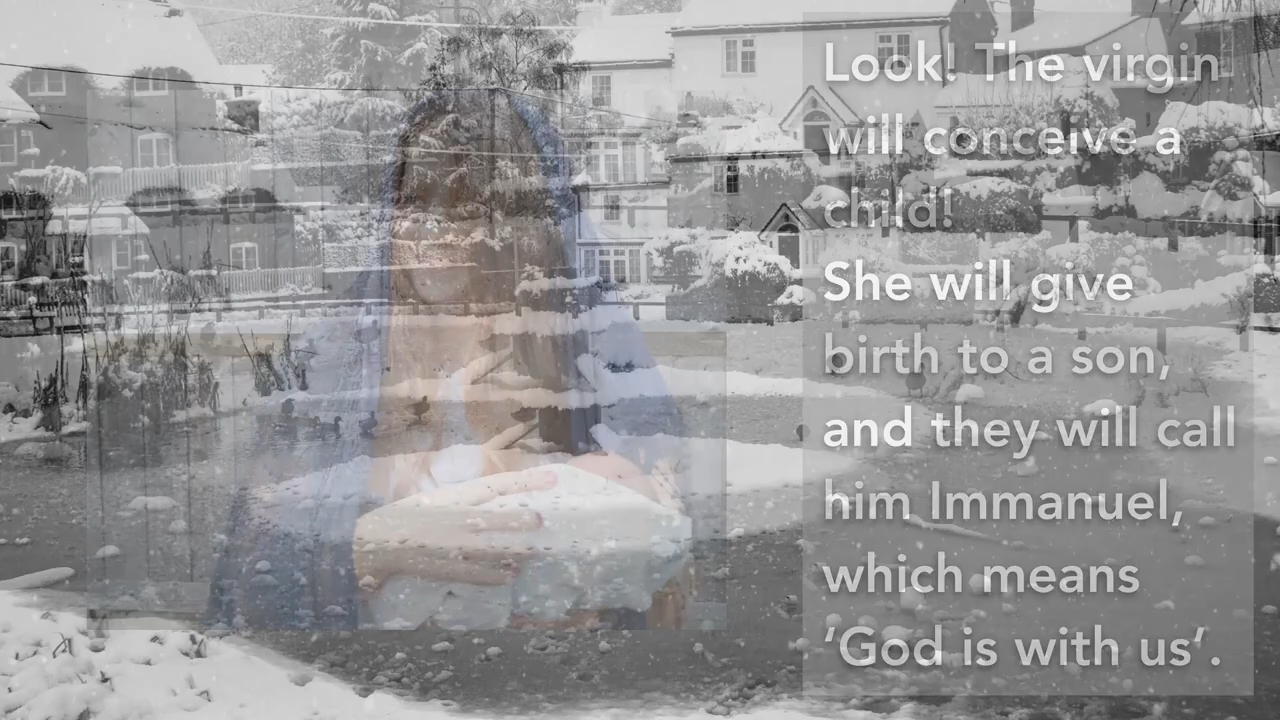 Look! The virgin
will conceive a
child!
She will give
birth to a son,
and they will call
him Immanuel,
which means
‘God is with us’ .